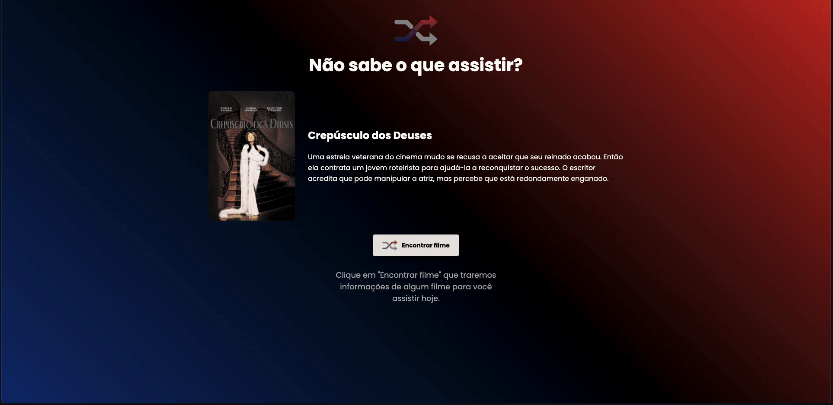 Não sabe o que assistir?
CREPÚSCULO DOS DEUSES
Crepúsculo dos Deuses
Uma estrela veterana do cinema mudo se recusa a aceitar que seu reinado acabou. Então
ela contrata um jovem roteirista para ajudá-la a reconquistar o sucesso. O escritor
acredita que pode manipular a atriz, mas percebe que está redondamente enganado.
Encontrar filme
Clique em "Encontrar filme" que traremos
informações de algum filme para você
assistir hoje.